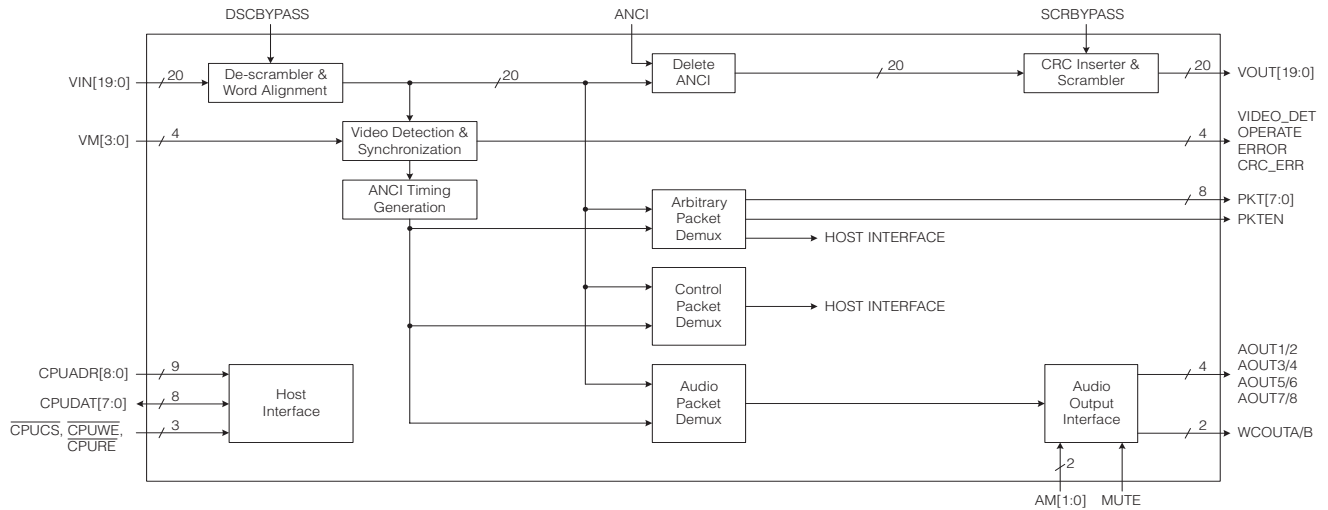 DSCBYPASS
ANCI
SCRBYPASS
VIN[19:0]
20
De-scrambler &
Word Alignment
20
Delete
ANCI
20
CRC Inserter &
Scrambler
20
VOUT[19:0]
VM[3:0]
4
Video Detection &
Synchronization
4
VIDEO_DET
OPERATE
ERROR
CRC_ERR
ANCI Timing
Generation
Arbitrary
Packet
Demux
8
PKT[7:0]
PKTEN
HOST INTERFACE
Control
Packet
Demux
HOST INTERFACE
CPUADR[8:0]
9
CPUDAT[7:0]
8
CPUCS, CPUWE,
CPURE
3
Host
Interface
Audio
Packet
Demux
Audio
Output
Interface
4
AOUT1/2
AOUT3/4
AOUT5/6
AOUT7/8
2
WCOUTA/B
2
AM[1:0]
MUTE